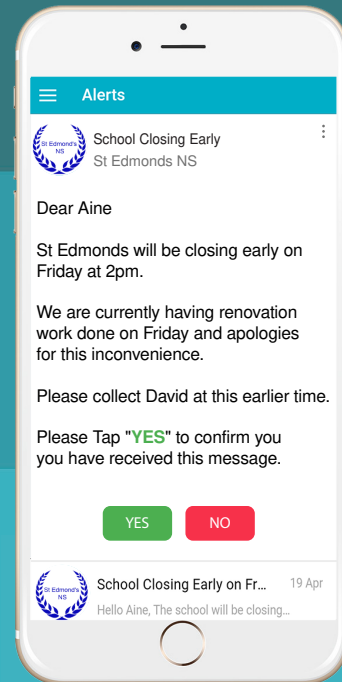 Alerts
St Edmond's
NS
School Closing Early
St Edmonds NS
Dear Aine
St Edmonds will be closing early on
Friday at 2pm.
We are currently having renovation
work done on Friday and apologies
for this inconvenience.
Please collect David at this earlier time.
Please Tap "YES" to confirm you
you have received this message.
YES NO
St Edmond's
NS
School Closing Early on Fr... 19 Apr
Hello Aine, The school will be closing...